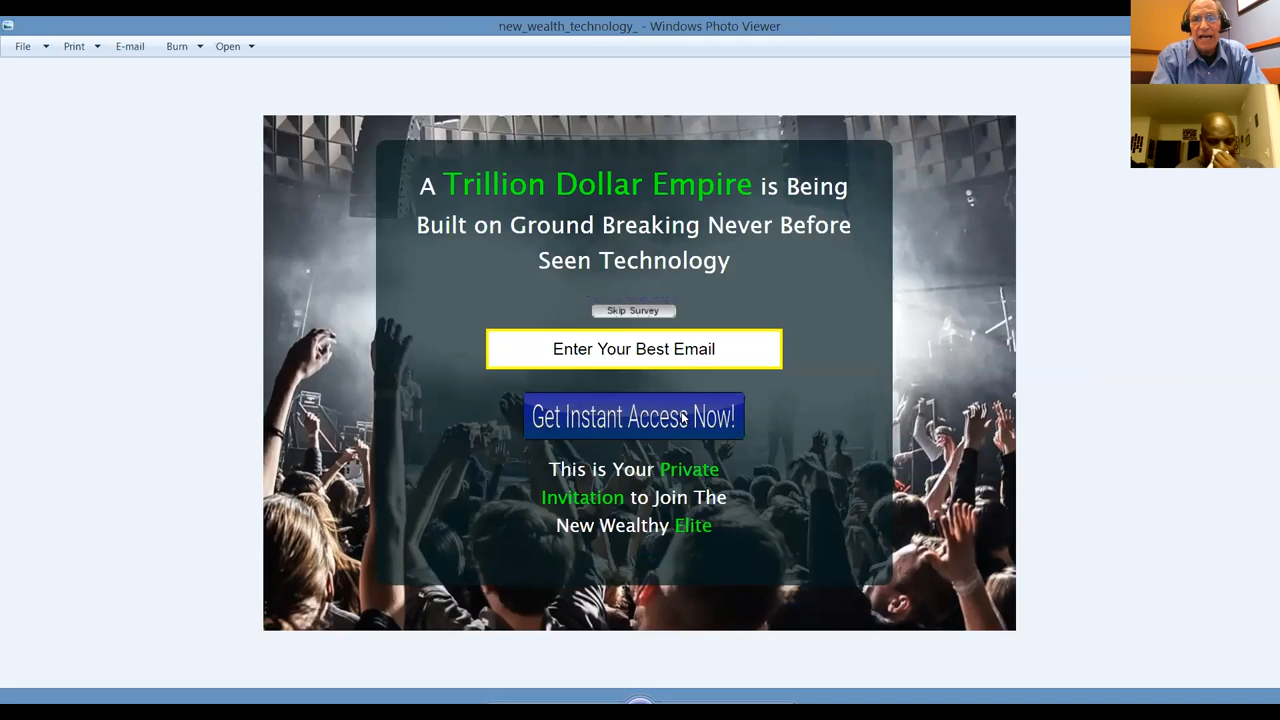 new_wealth_technology_ - Windows Photo Viewer
File Print E-mail Burn Open
A Trillion Dollar Empire is Being
Built on Ground Breaking Never Before
Seen Technology
Skip Survey
Enter Your Best Email
Get Instant Access Now!
This is Your Private
Invitation to Join The
New Wealthy Elite